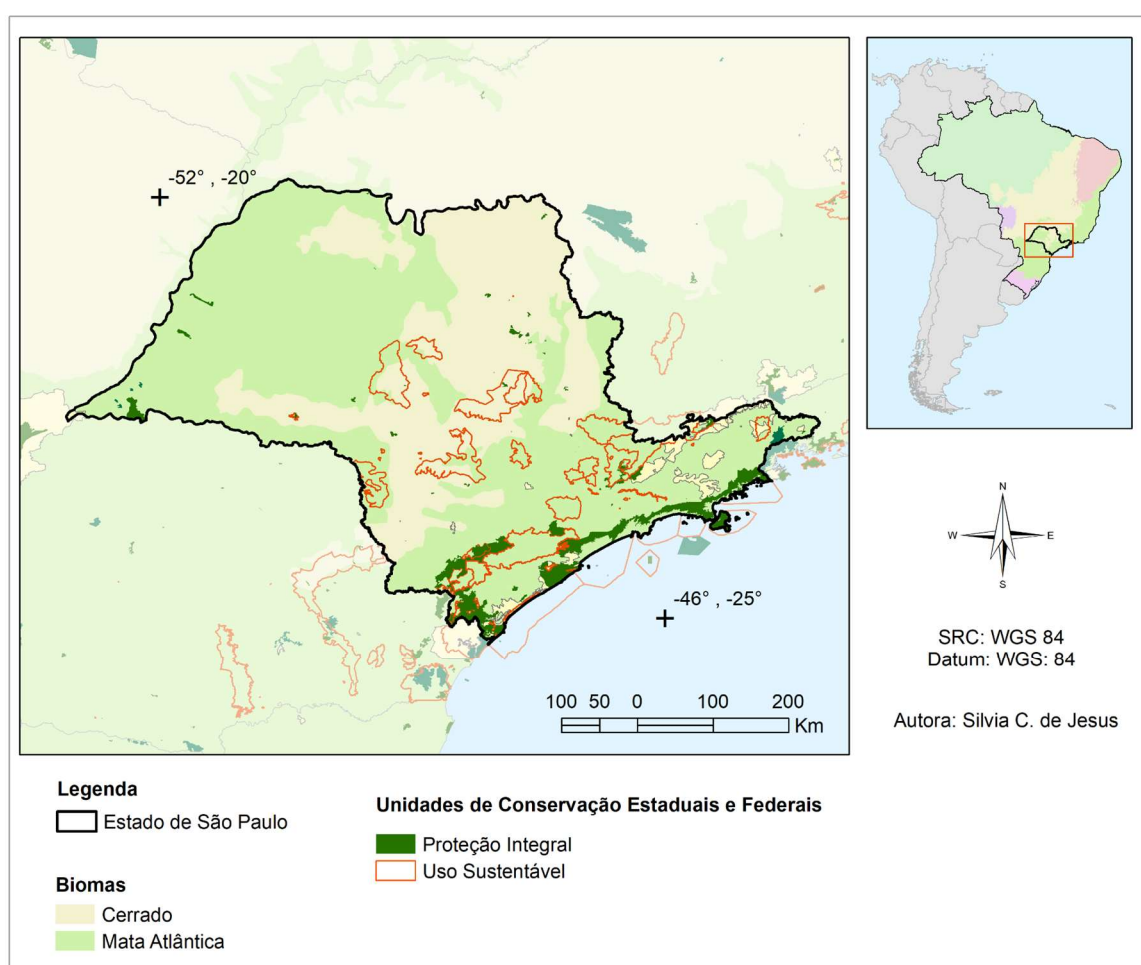 -52° , -20°
-46° , -25°
100 50 0 100 200
Km
N
W E
S
SRC: WGS 84
Datum: WGS: 84
Autora: Silvia C. de Jesus
Legenda
Estado de São Paulo
Biomas
Cerrado
Mata Atlântica
Unidades de Conservação Estaduais e Federais
Proteção Integral
Uso Sustentável